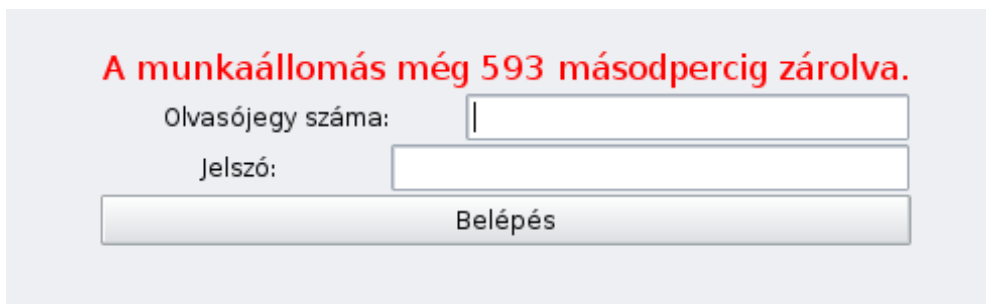 A munkaállomás még 593 másodpercig zárolva.
Olvasójegy száma:
Jelszó:
Belépés